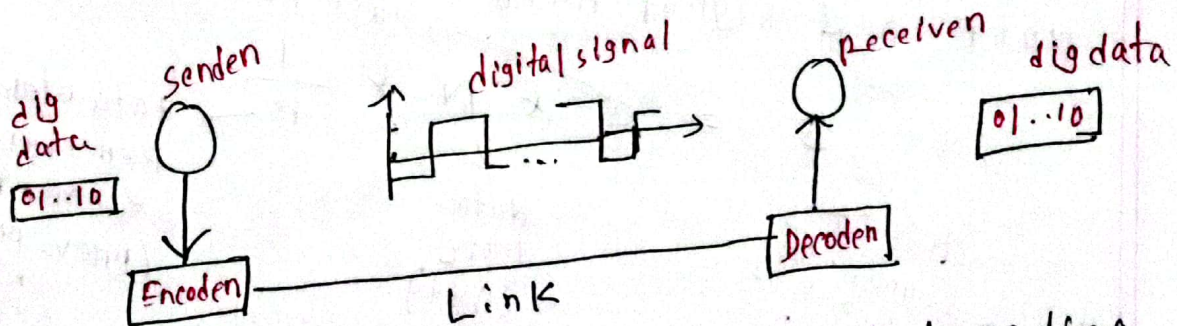 senden
digital signal
receiven
dig data
dig
data
01..10
01..10
...
Encoden
Link
Decoden